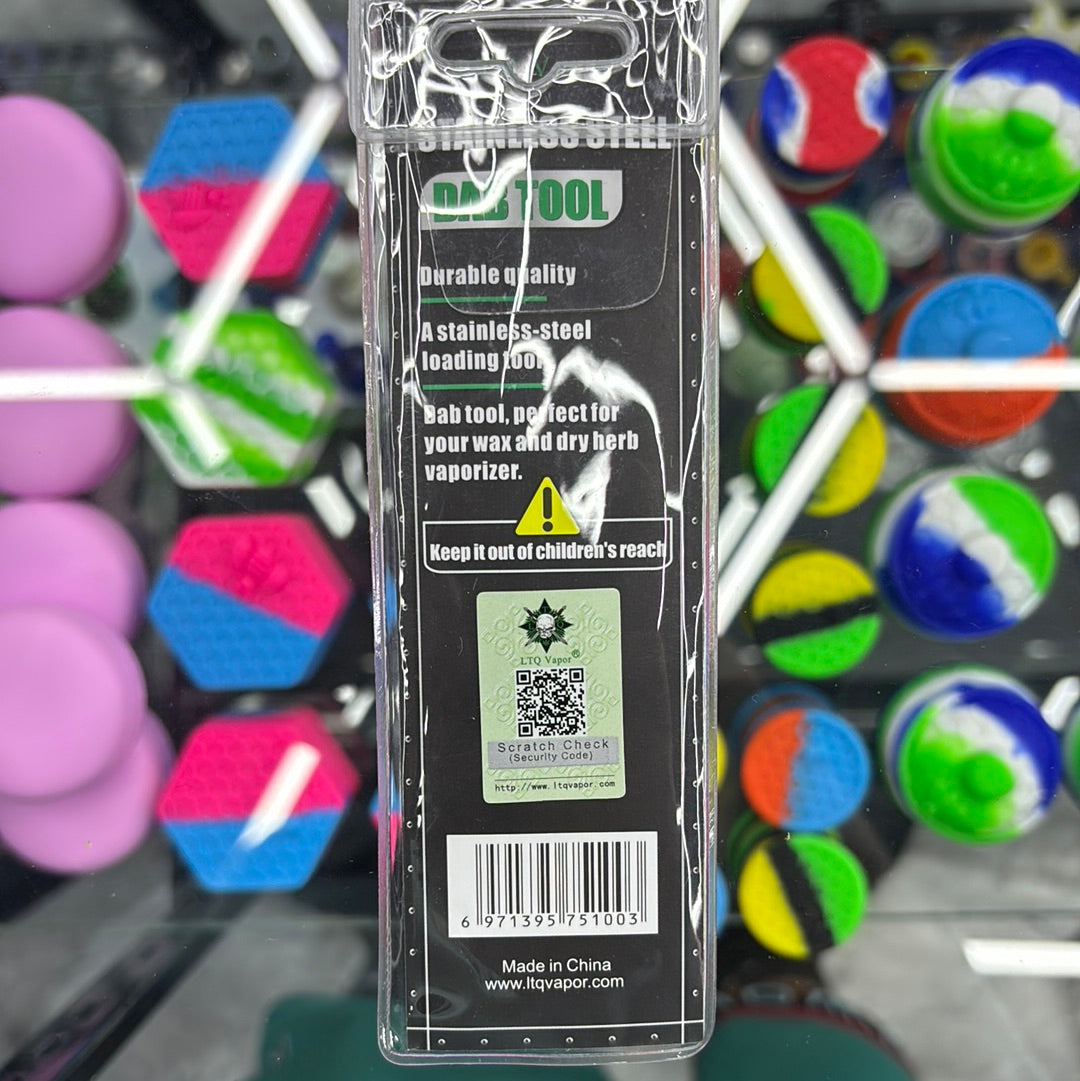 STAINLESS STEEL
DAB TOOL
Durable quality
A stainless-steel
loading tool
Dab tool, perfect for
your wax and dry herb
vaporizer.
Keep it out of children's reach
LTQ Vapor®
Scratch Check
(Security Code)
http://www.ltqvapor.com
6 971395 751003
Made in China
www.ltqvapor.com